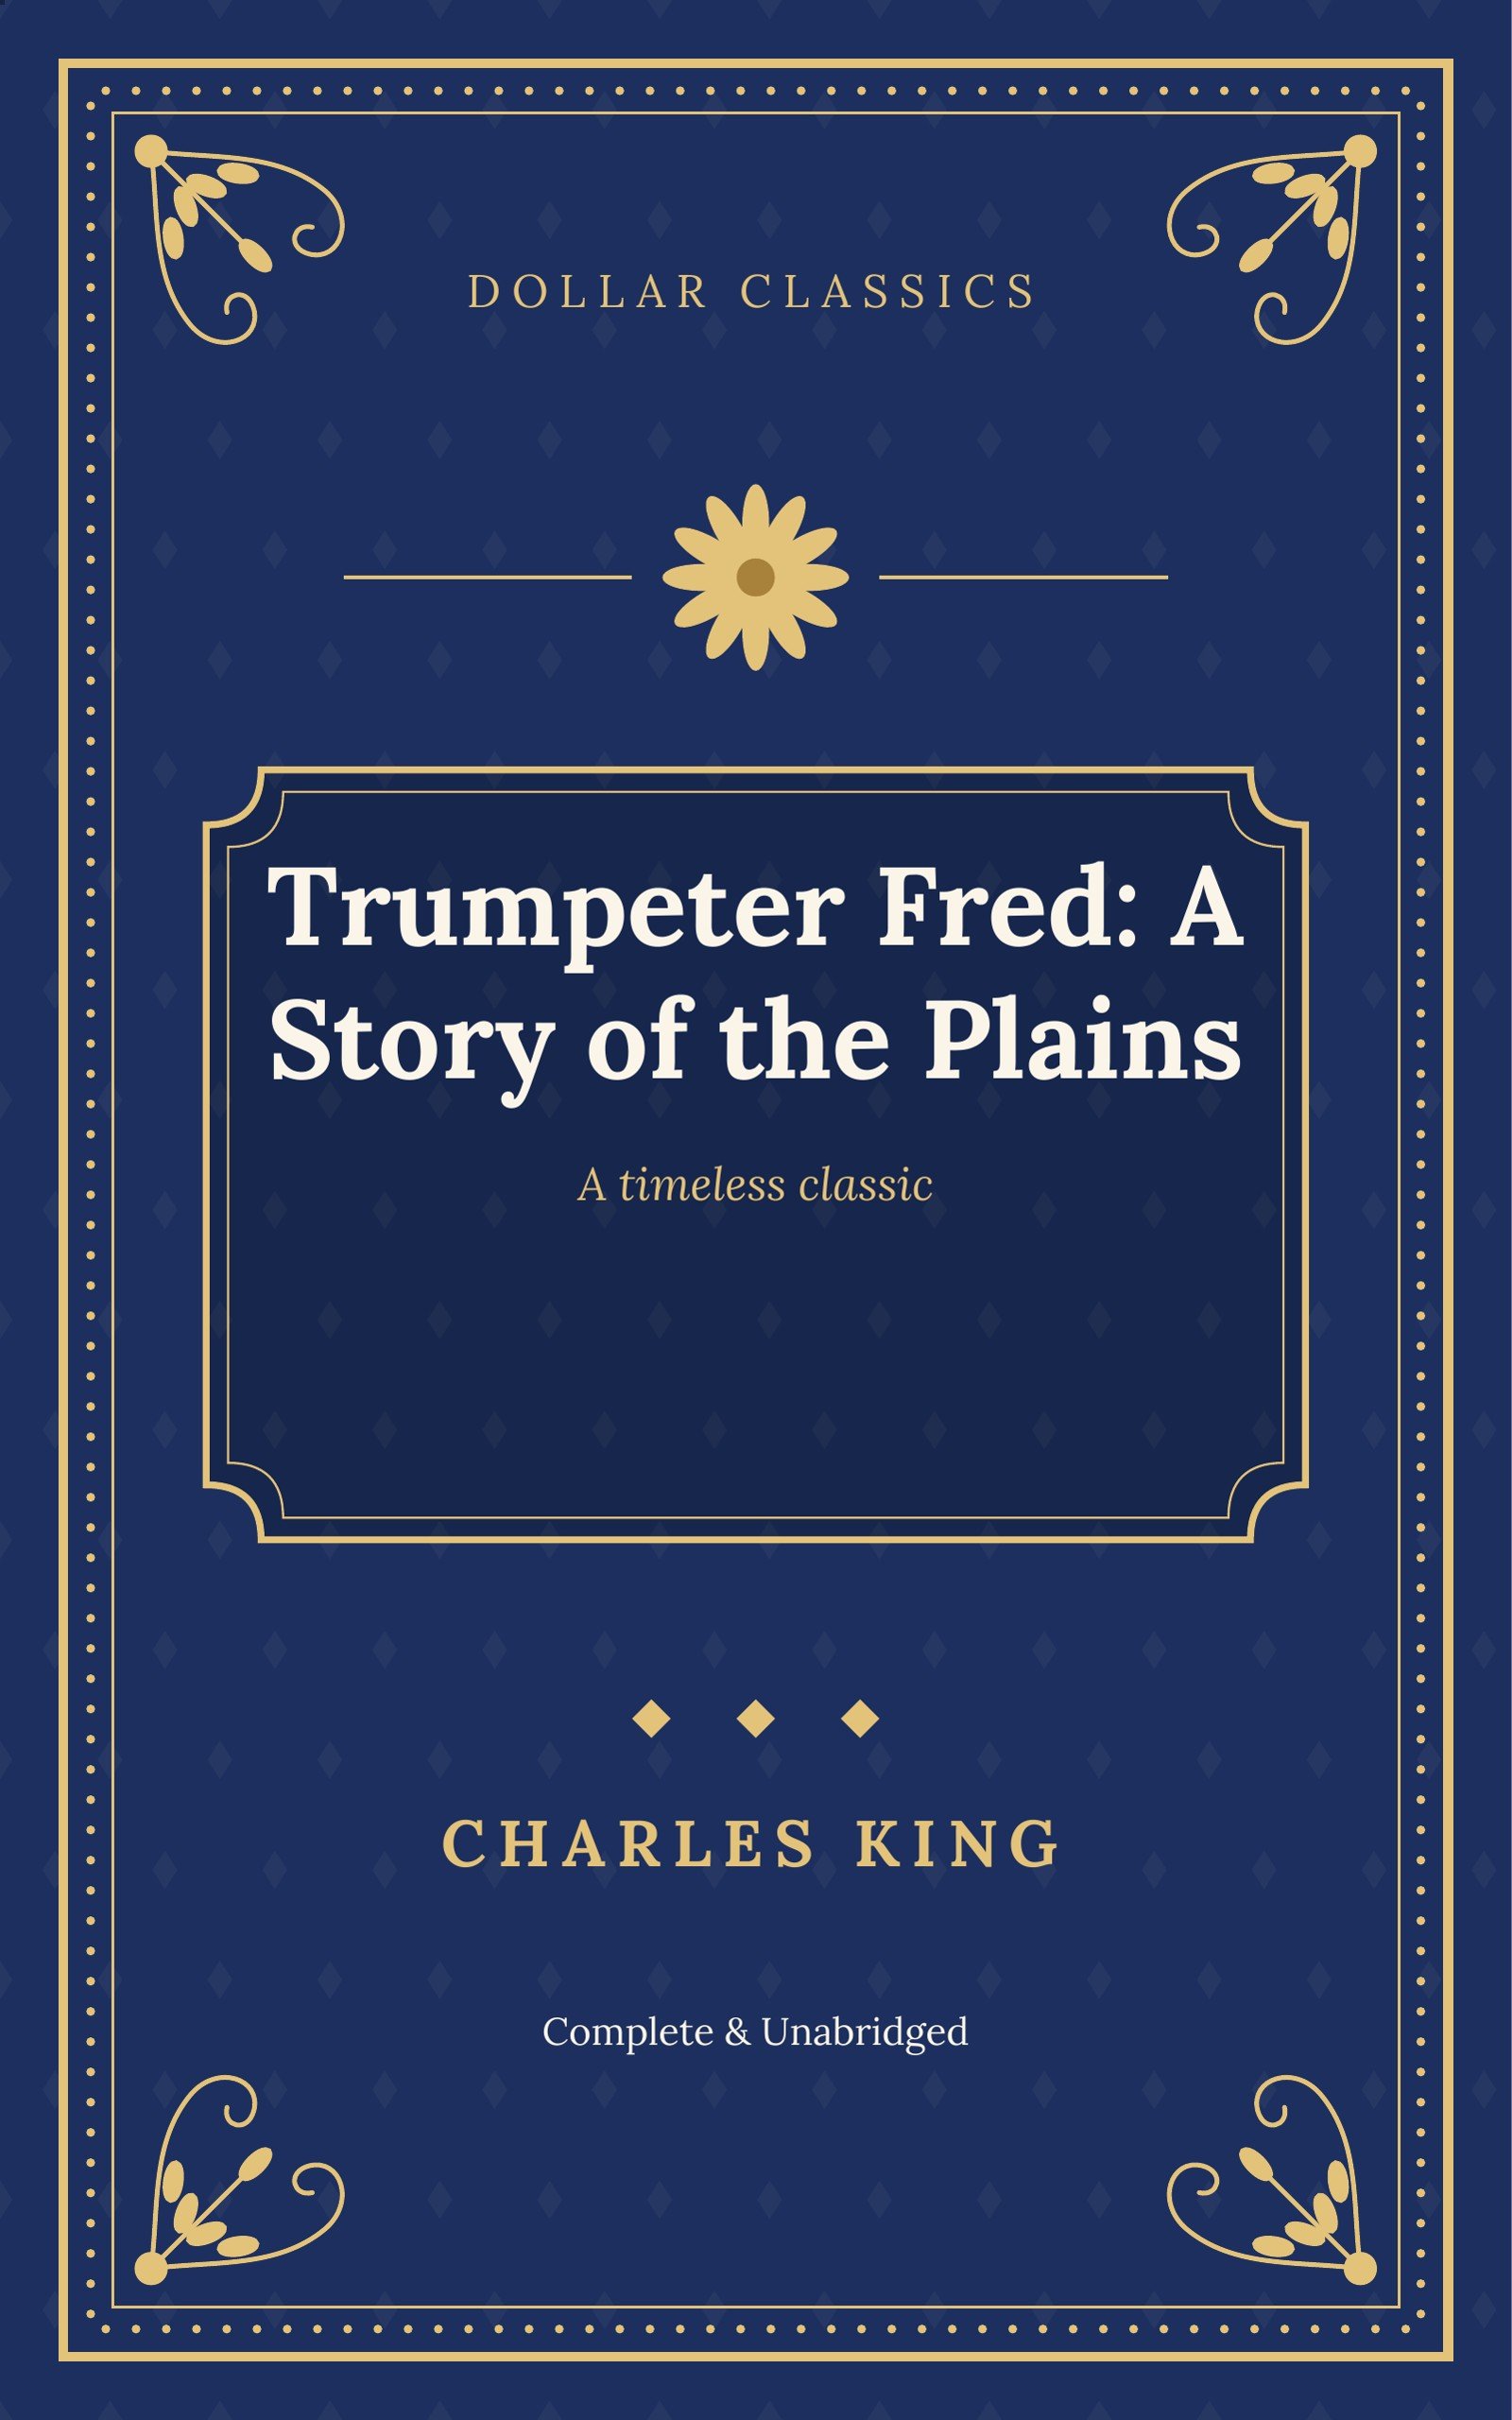 DOLLAR CLASSICS
Trumpeter Fred: A
Story of the Plains
A timeless classic
CHARLES KING
Complete & Unabridged